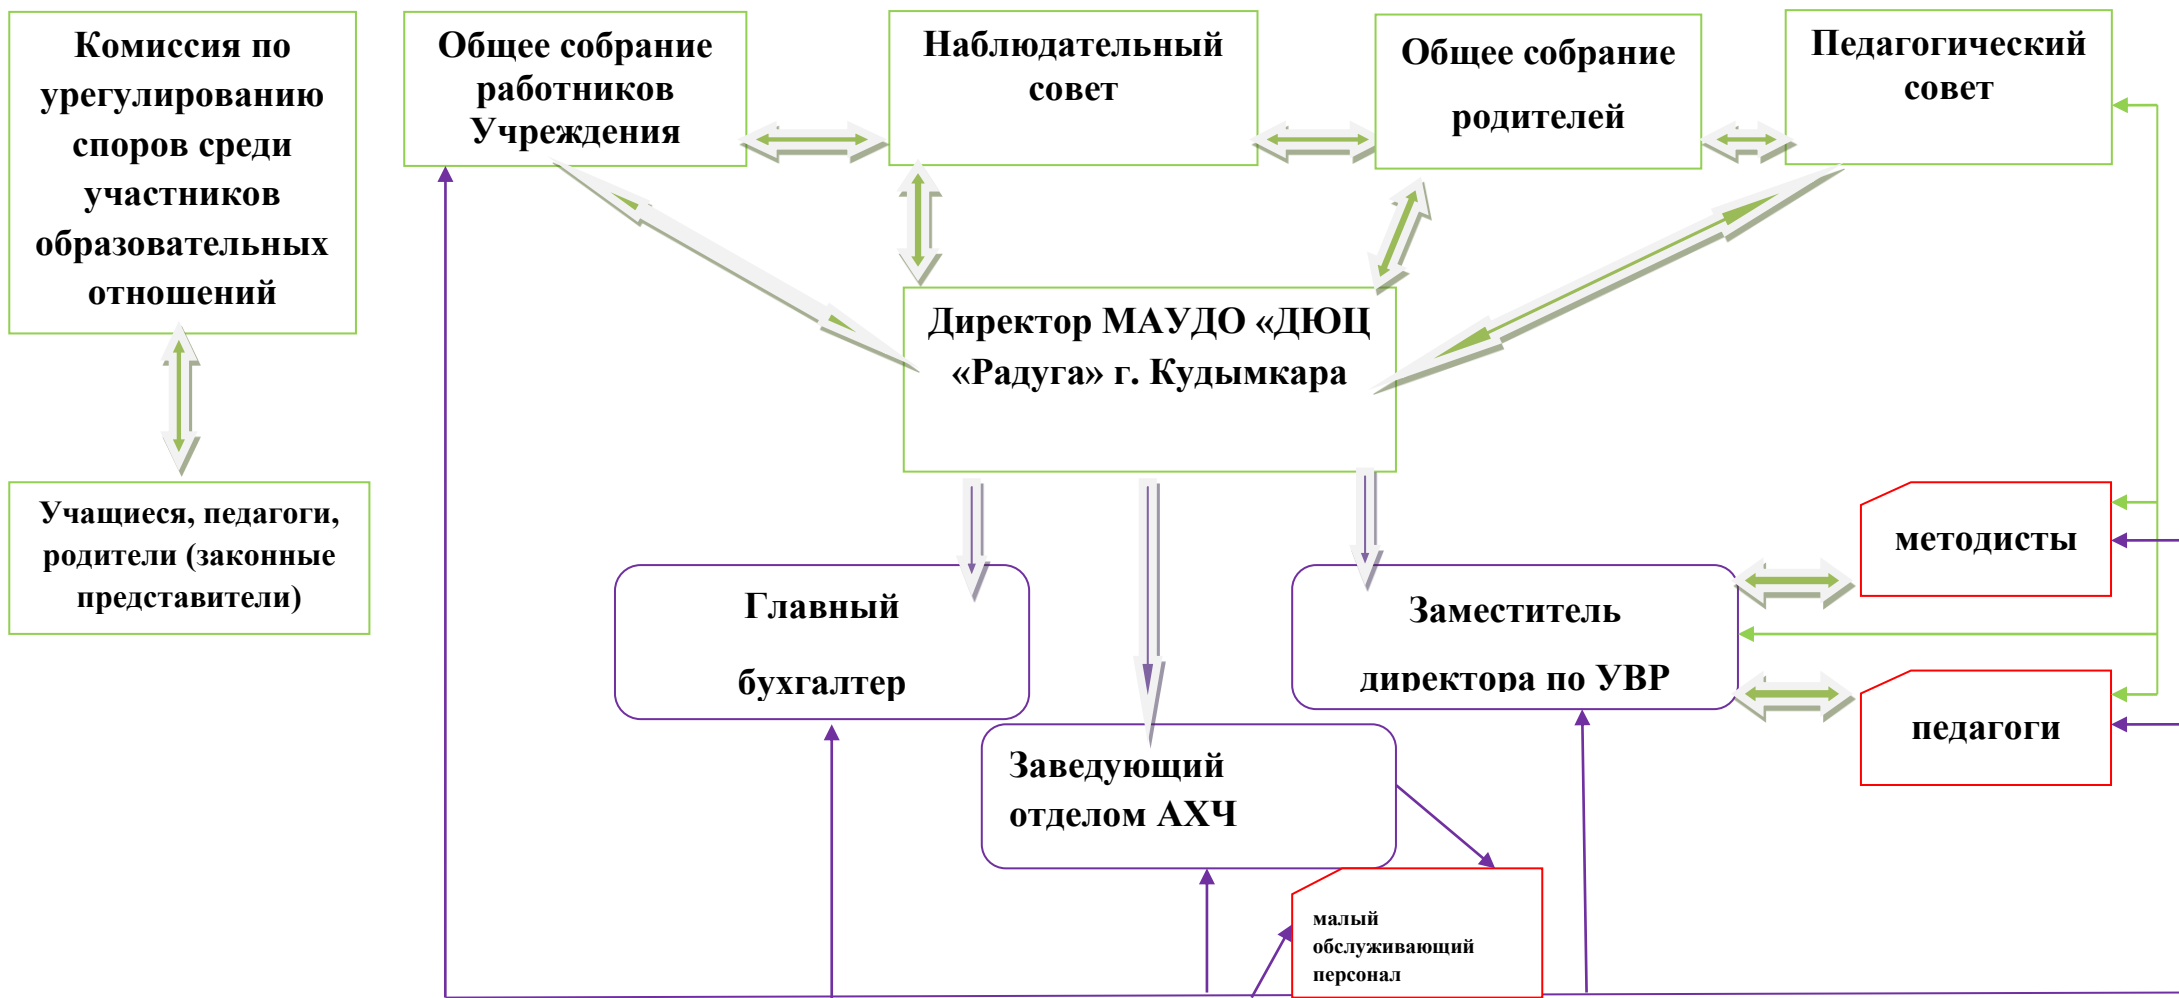 Комиссия по
урегулированию
споров среди
участников
образовательных
отношений
Общее собрание
работников
Учреждения
Наблюдательный
совет
Общее собрание
родителей
Педагогический
совет
Директор МАУДО «ДЮЦ
«Радуга» г. Кудымкара
Учащиеся, педагоги,
родители (законные
представители)
Главный
бухгалтер
Заведующий
отделом АХЧ
Заместитель
директора по УВР
методисты
педагоги
малый
обслуживающий
персонал